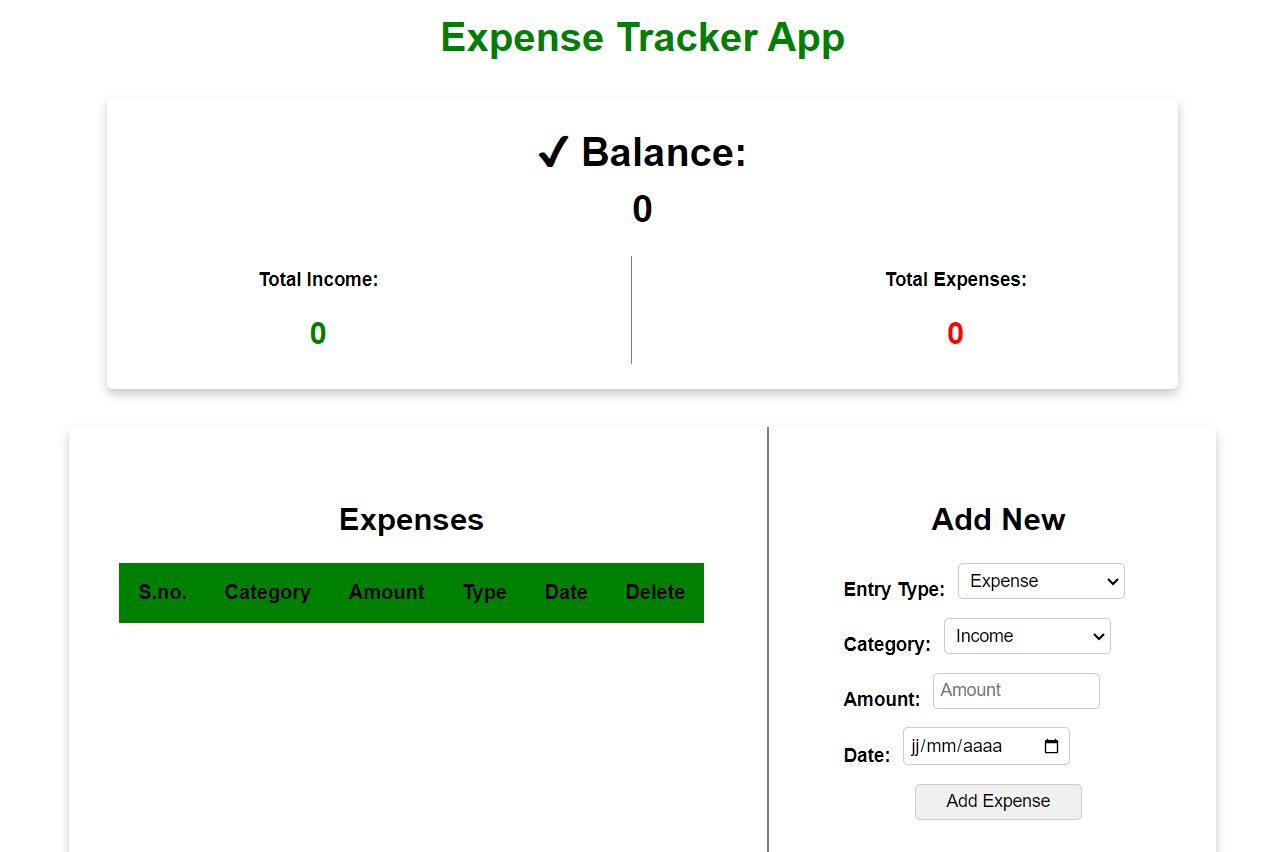 Expense Tracker App
✔ Balance:
0
Total Income:
0
Total Expenses:
0
Expenses
S.no. Category Amount Type Date Delete
Add New
Entry Type: Expense
Category: Income
Amount: Amount
Date: jj/mm/aaaa
Add Expense